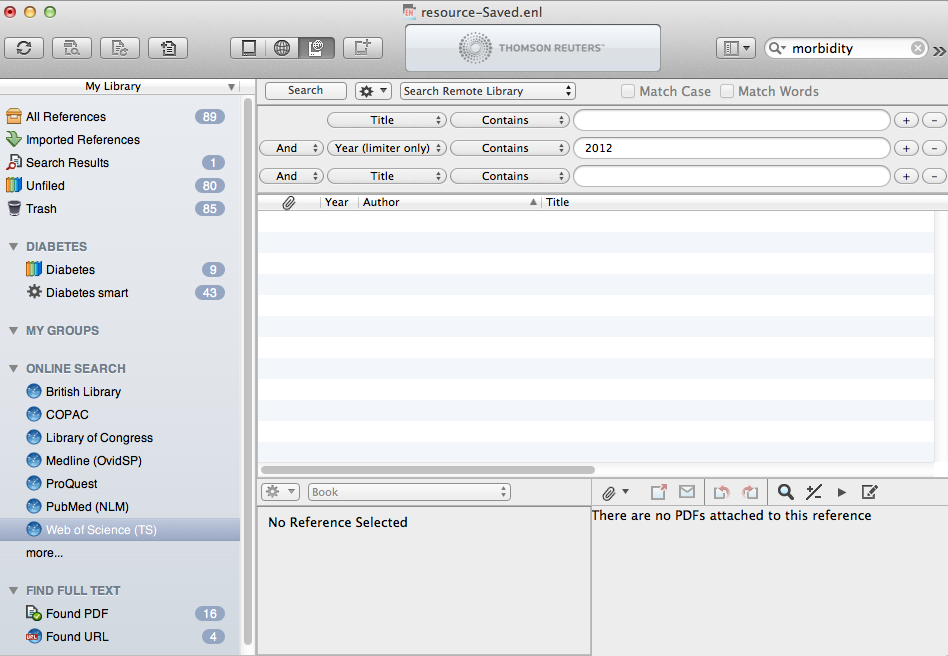 resource-Saved.enl
THOMSON REUTERS™
morbidity
My Library
Search
Search Remote Library
Match Case
Match Words
All References 89
Imported References
Search Results 1
Unfiled 80
Trash 85
DIABETES
Diabetes 9
Diabetes smart 43
MY GROUPS
ONLINE SEARCH
British Library
COPAC
Library of Congress
Medline (OvidSP)
ProQuest
PubMed (NLM)
Web of Science (TS)
more...
FIND FULL TEXT
Found PDF 16
URL Found URL 4
Title Contains + -
And Year (limiter only) Contains 2012 + -
And Title Contains + -
Year Author Title
Book
No Reference Selected
There are no PDFs attached to this reference